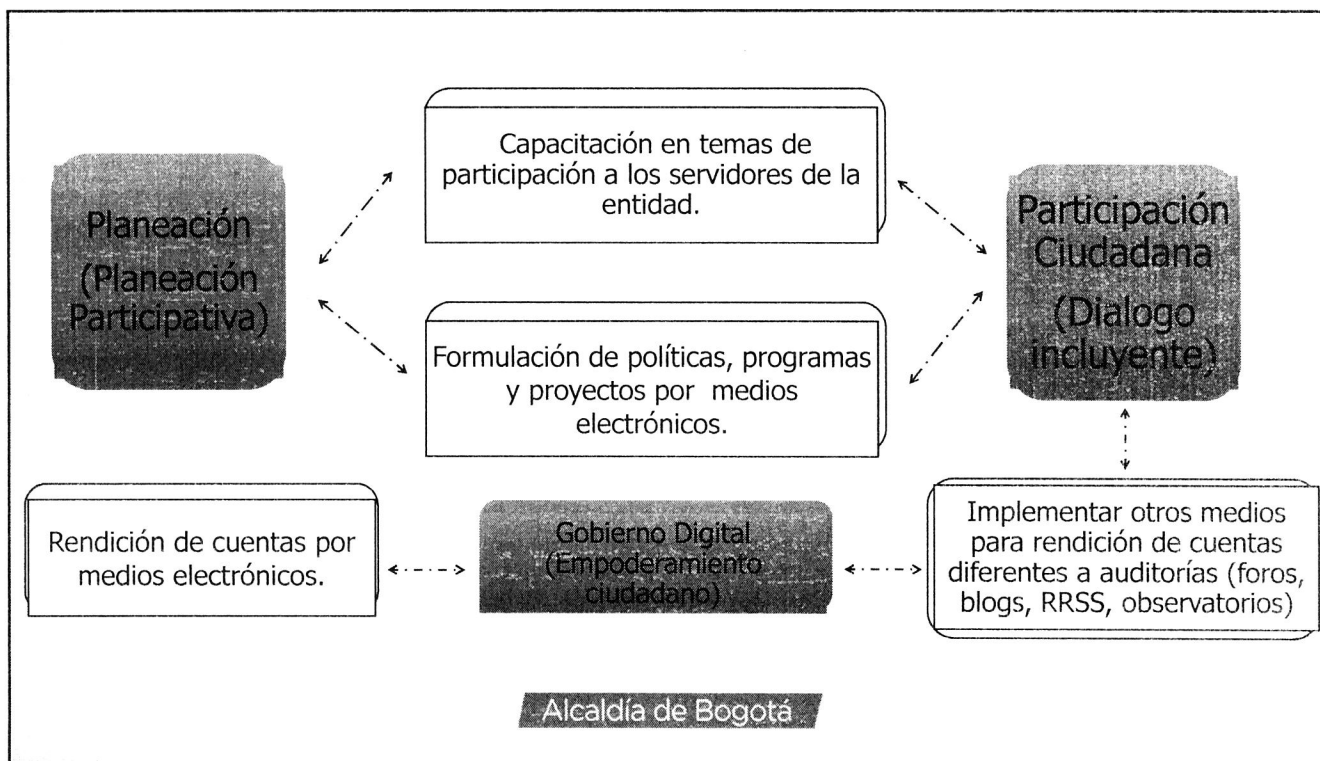 Capacitación en temas de
participación a los servidores de la
entidad.
Planeación
(Planeación
Participativa)
Participación
Ciudadana
(Dialogo
incluyente)
Formulación de políticas, programas
y proyectos por medios
electrónicos.
Rendición de cuentas por
medios electrónicos.
Gobierno Digital
(Empoderamiento
ciudadano)
Implementar otros medios
para rendición de cuentas
diferentes a auditorías (foros,
blogs, RRSS, observatorios)
Alcaldía de Bogotá